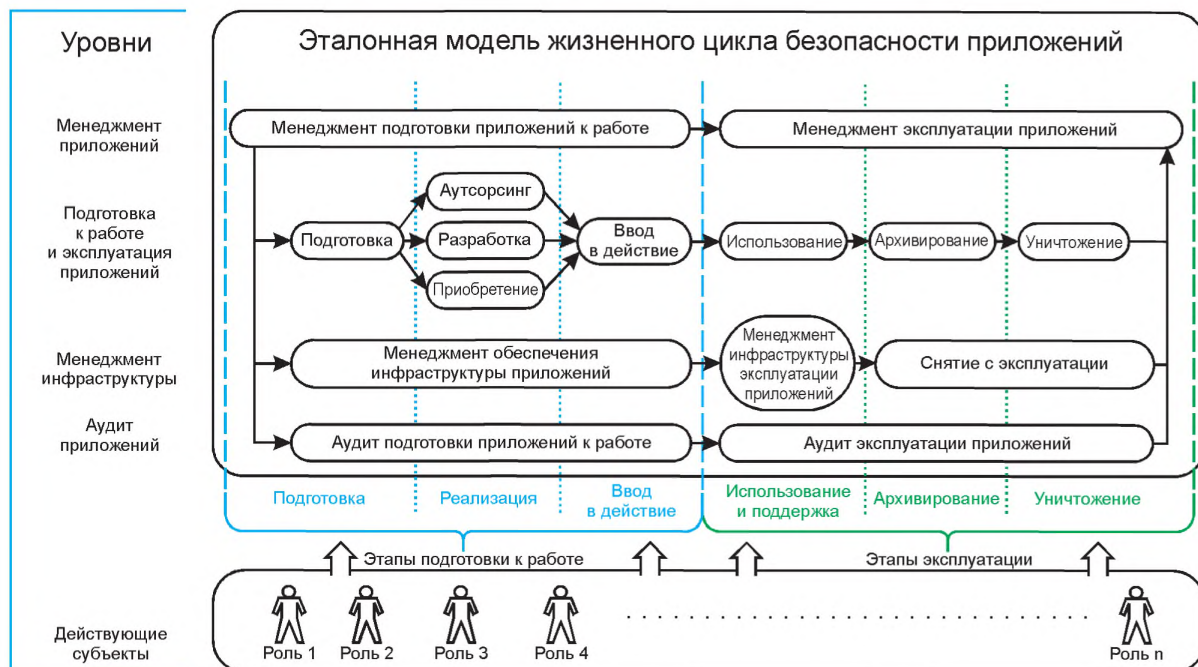 Уровни
Эталонная модель жизненного цикла безопасности приложений
Менеджмент
приложений
Менеджмент подготовки приложений к работе
Менеджмент эксплуатации приложений
Подготовка
к работе
и эксплуатация
приложений
Подготовка
Аутсорсинг
Разработка
Приобретение
Ввод
в действие
Использование
Архивирование
Уничтожение
Менеджмент
инфраструктуры
Менеджмент обеспечения
инфраструктуры приложений
Менеджмент
инфраструктуры
эксплуатации
приложений
Снятие с эксплуатации
Аудит
приложений
Аудит подготовки приложений к работе
Аудит эксплуатации приложений
Подготовка
Реализация
Ввод
в действие
Использование
и поддержка
Архивирование
Уничтожение
Этапы подготовки к работе
Этапы эксплуатации
Действующие
субъекты
Роль 1
Роль 2
Роль 3
Роль 4
Роль n